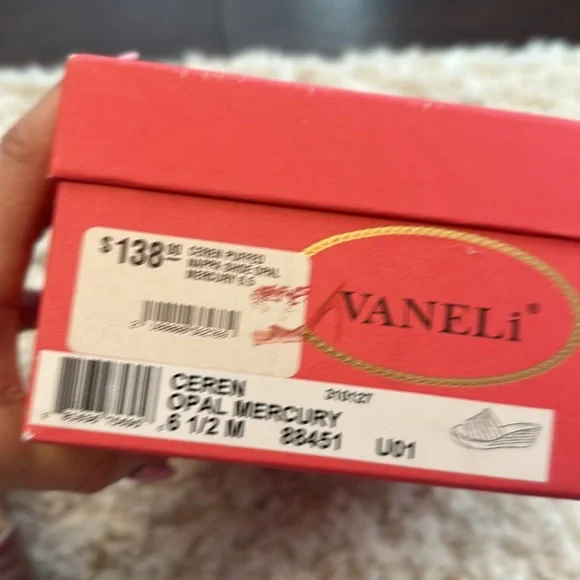 $138.00
CEREN PUFFED
NAPPA SHOE OPAL
MERCURY 6.5
VANELi®
CEREN 310127
OPAL MERCURY
6 1/2 M 88451 U01